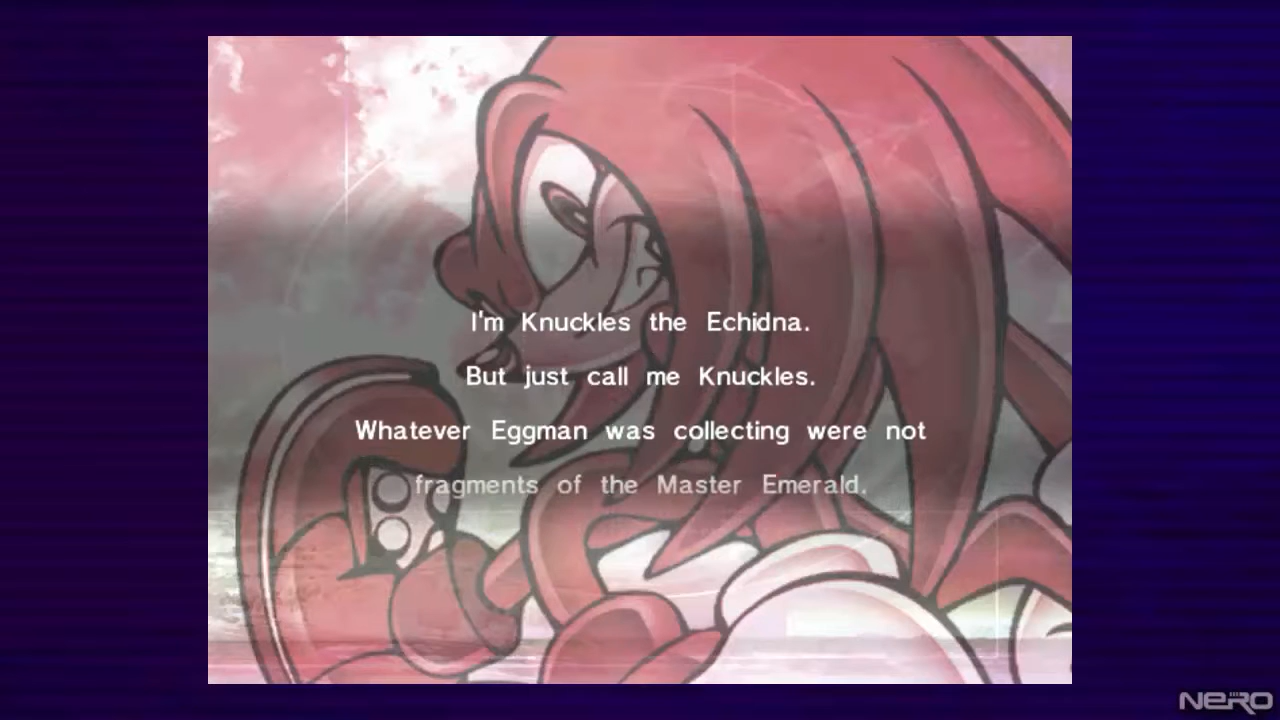 I'm Knuckles the Echidna.
But just call me Knuckles.
Whatever Eggman was collecting were not
fragments of the Master Emerald.
NeRO